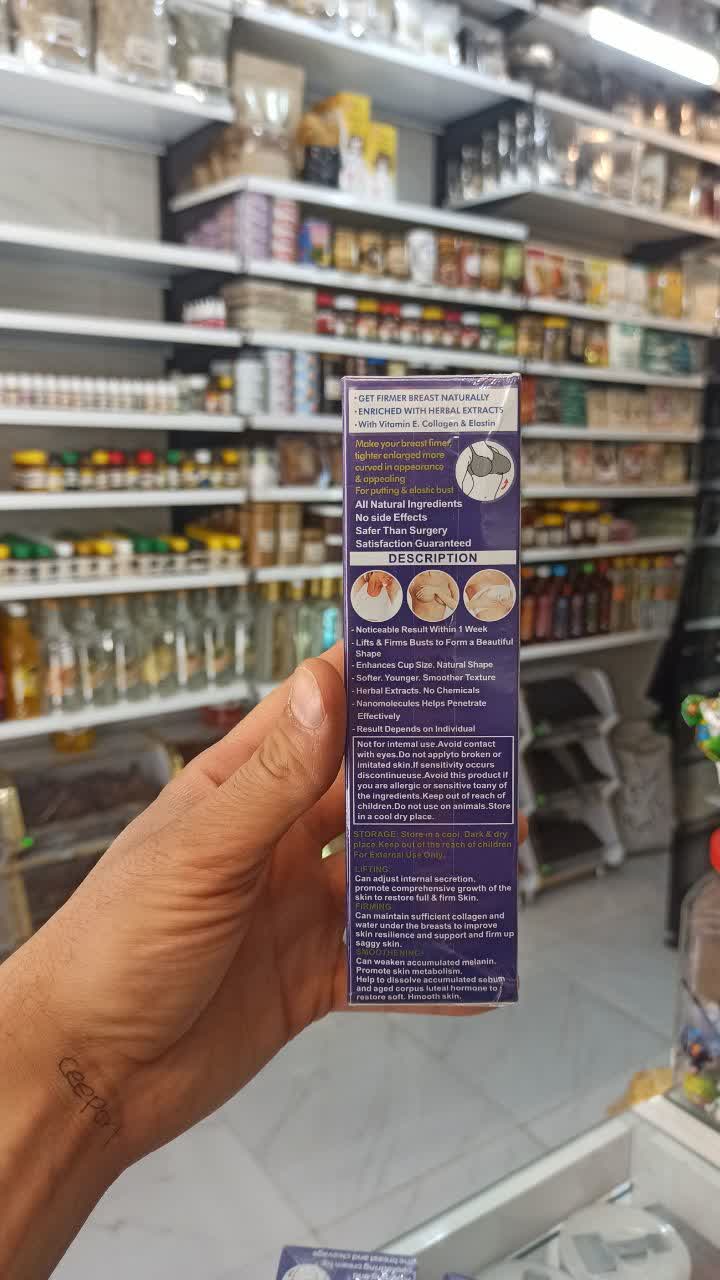 · GET FIRMER BREAST NATURALLY
· ENRICHED WITH HERBAL EXTRACTS
· With Vitamin E. Collagen & Elastin
Make your breast fimer,
tighter enlarged more
curved in appearance
& appealing
For putting & elastic bust
All Natural Ingredients
No side Effects
Safer Than Surgery
Satisfaction Guaranteed
DESCRIPTION
- Noticeable Result Within 1 Week
- Lifts & Firms Busts to Form a Beautiful
Shape
- Enhances Cup Size. Natural Shape
- Softer. Younger. Smoother Texture
- Herbal Extracts. No Chemicals
- Nanomolecules Helps Penetrate
Effectively
- Result Depends on Individual
Not for internal use.Avoid contact
with eyes.Do not applyto broken or
imitated skin.If sensitivity occurs
discontinueuse.Avoid this product if
you are allergic or sensitive toany of
the ingredients.Keep out of reach of
children.Do not use on animals.Store
in a cool dry place.
STORAGE: Store in a cool. Dark & dry
place.Keep out of the reach of children
For External Use Only.
LIFTING:
Can adjust internal secretion.
promote comprehensive growth of the
skin to restore full & firm Skin.
FIRMING:
Can maintain sufficient collagen and
water under the breasts to improve
skin resilience and support and firm up
saggy skin.
SMOOTHENING:
Can weaken accumulated melanin.
Promote skin metabolism.
Help to dissolve accumulated sebum
and aged corpus luteal hormone to
restore soft. Hmooth skin.